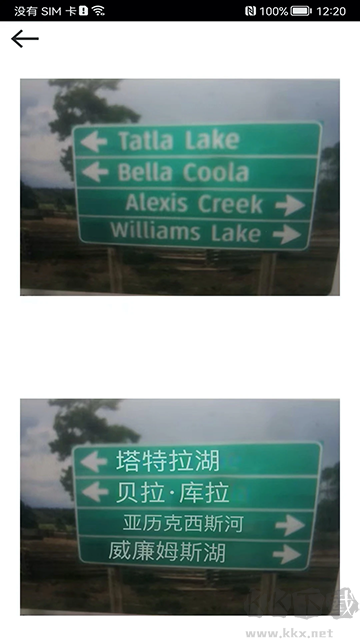 没有 SIM 卡
100%
12:20
Tatla Lake
Bella Coola
Alexis Creek
Williams Lake
塔特拉湖
贝拉·库拉
亚历克西斯河
威廉姆斯湖
www.kkx.net